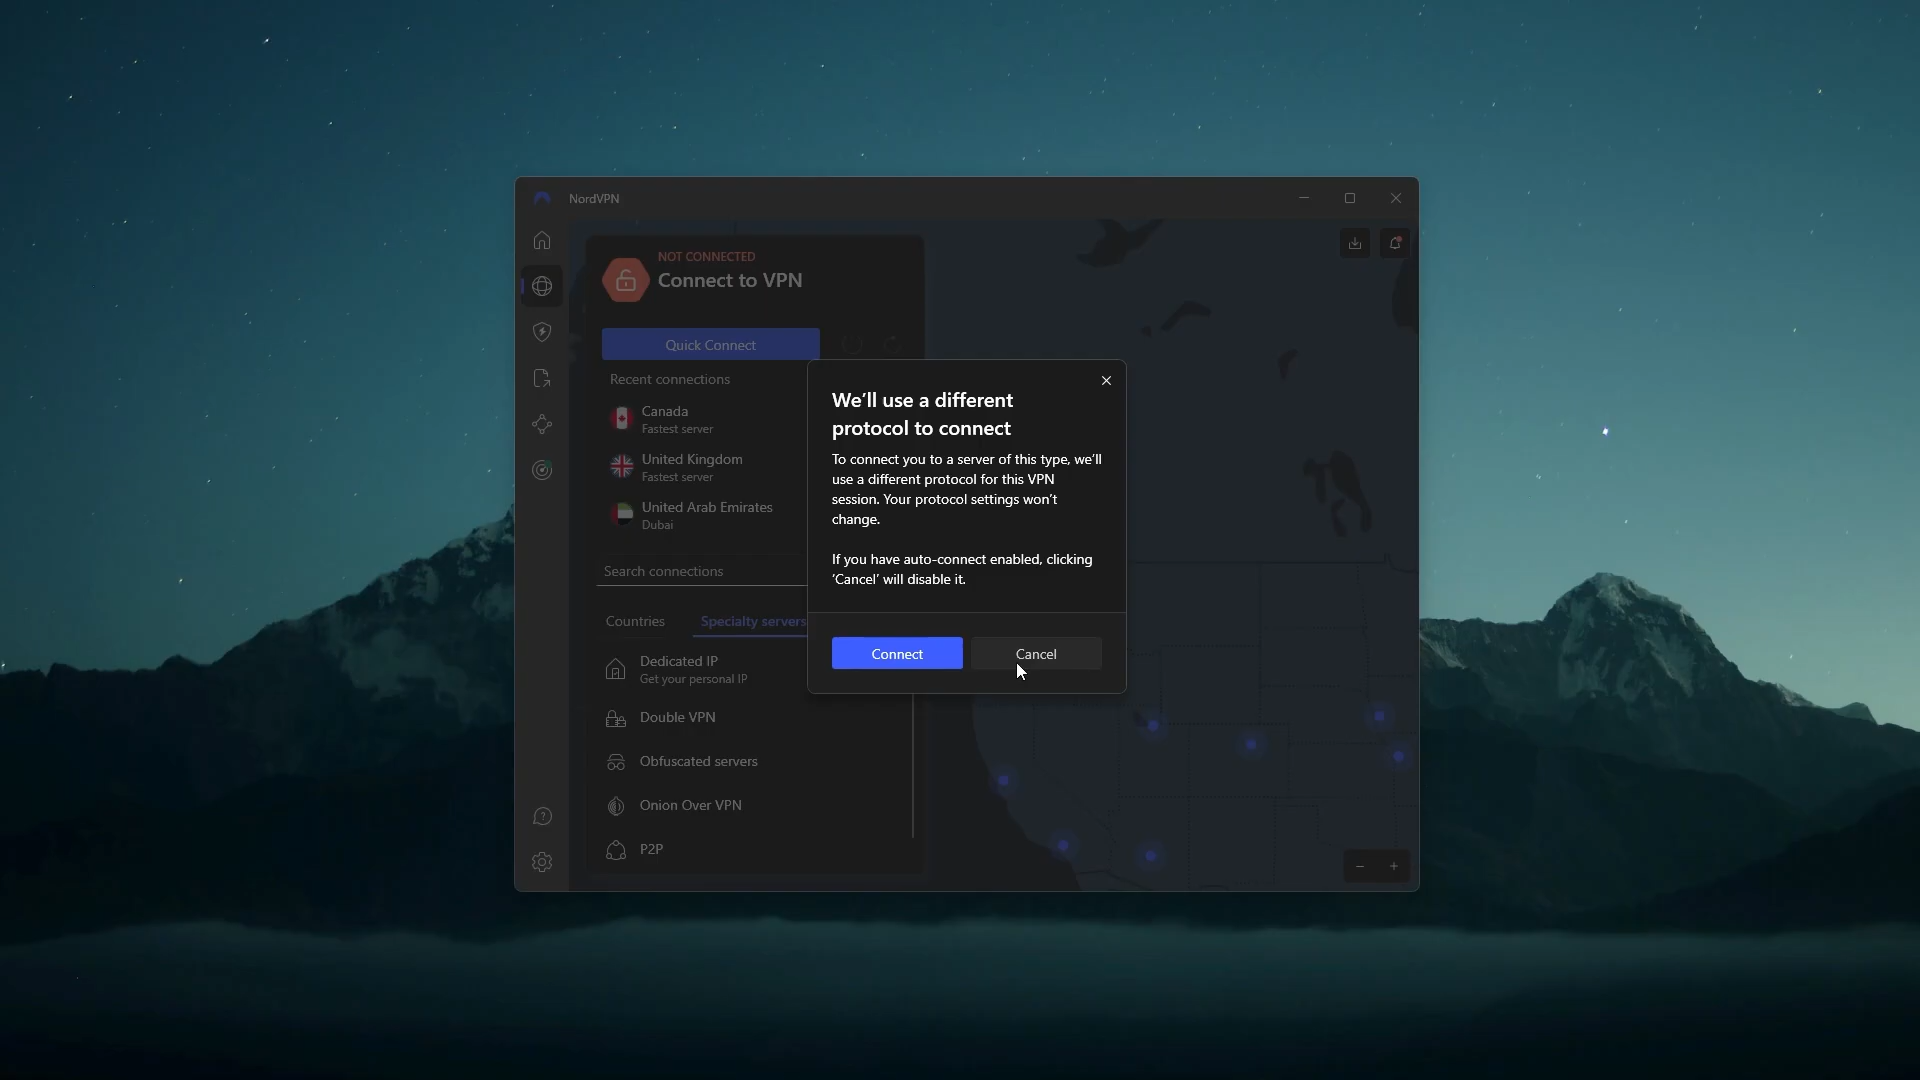 NordVPN
NOT CONNECTED
Connect to VPN
Quick Connect
Recent connections
Canada
Fastest server
United Kingdom
Fastest server
United Arab Emirates
Dubai
Search connections
Countries
Specialty servers
Dedicated IP
Get your personal IP
Double VPN
Obfuscated servers
Onion Over VPN
P2P
We’ll use a different
protocol to connect
To connect you to a server of this type, we’ll
use a different protocol for this VPN
session. Your protocol settings won’t
change.
If you have auto-connect enabled, clicking
‘Cancel’ will disable it.
Connect
Cancel